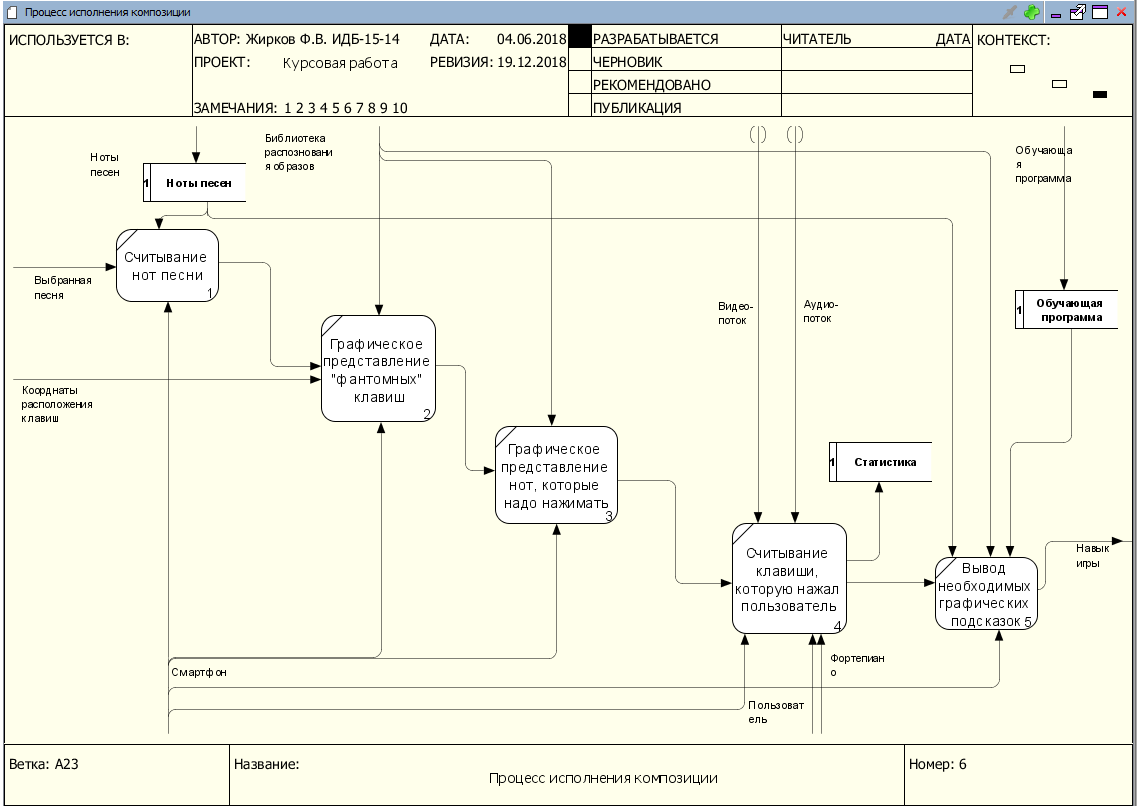 Процесс исполнения композиции
ИСПОЛЬЗУЕТСЯ В:
АВТОР: Жирков Ф.В. ИДБ-15-14
ДАТА: 04.06.2018
ПРОЕКТ: Курсовая работа
РЕВИЗИЯ: 19.12.2018
ЗАМЕЧАНИЯ: 1 2 3 4 5 6 7 8 9 10
РАЗРАБАТЫВАЕТСЯ
ЧЕРНОВИК
РЕКОМЕНДОВАНО
ПУБЛИКАЦИЯ
ЧИТАТЕЛЬ
ДАТА
КОНТЕКСТ:
Ноты
песен
1
Ноты песен
Библиотека
распозновани
я образов
Обучающа
я
программа
Считывание
нот песни
1
Выбранная
песня
1
Обучающая
программа
Видео-
поток
Аудио-
поток
Графическое
представление
"фантомных"
клавиш
2
Коорднаты
расположения
клавиш
Графическое
представление
нот, которые
надо нажимать
3
1
Статистика
Считывание
клавиши,
которую нажал
пользователь
4
Вывод
необходимых
графических
подсказок 5
Навык
игры
Смартфон
Фортепиан
о
Пользоват
ель
Ветка: A23
Название:
Процесс исполнения композиции
Номер: 6